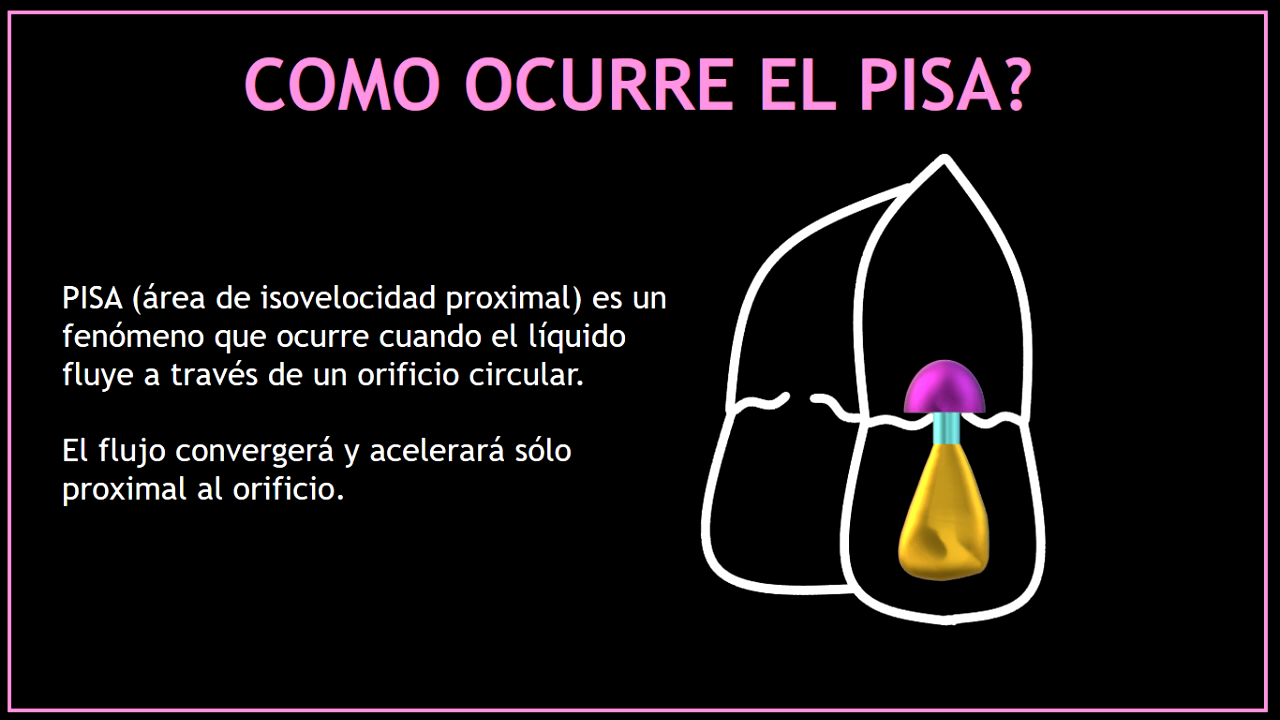 COMO OCURRE EL PISA?
PISA (área de isovelocidad proximal) es un
fenómeno que ocurre cuando el líquido
fluye a través de un orificio circular.
El flujo convergerá y acelerará sólo
proximal al orificio.